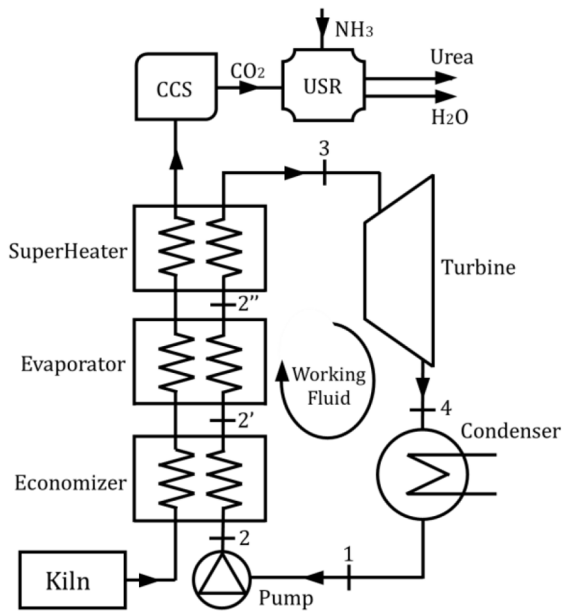 NH3
CCS
CO2
USR
Urea
H2O
3
SuperHeater
Turbine
2"
Evaporator
Working
Fluid
2'
4
Condenser
Economizer
2
1
Kiln
Pump